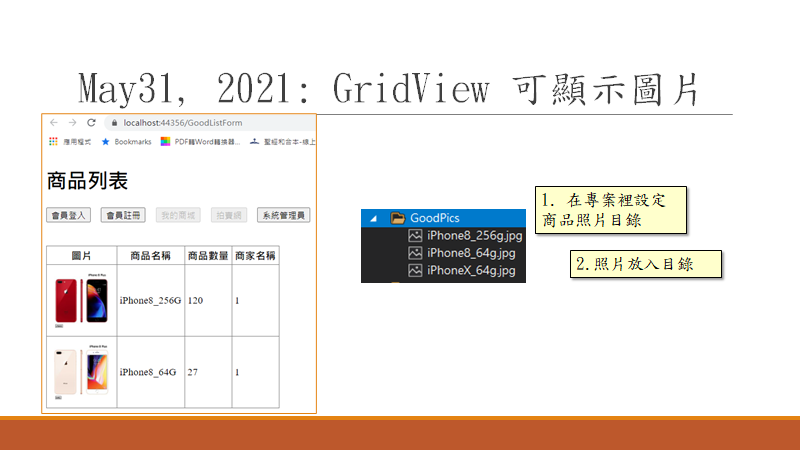 May31, 2021: GridView 可顯示圖片
localhost:44356/GoodListForm
應用程式 Bookmarks PDF轉Word轉換器... 聖經和合本-線上
商品列表
會員登入 會員註冊 我的商城 拍賣網 系統管理員
圖片 商品名稱 商品數量 商家名稱
iPhone8_256G 120 1
iPhone8_64G 27 1
GoodPics
iPhone8_256g.jpg
iPhone8_64g.jpg
iPhoneX_64g.jpg
1. 在專案裡設定
商品照片目錄
2.照片放入目錄